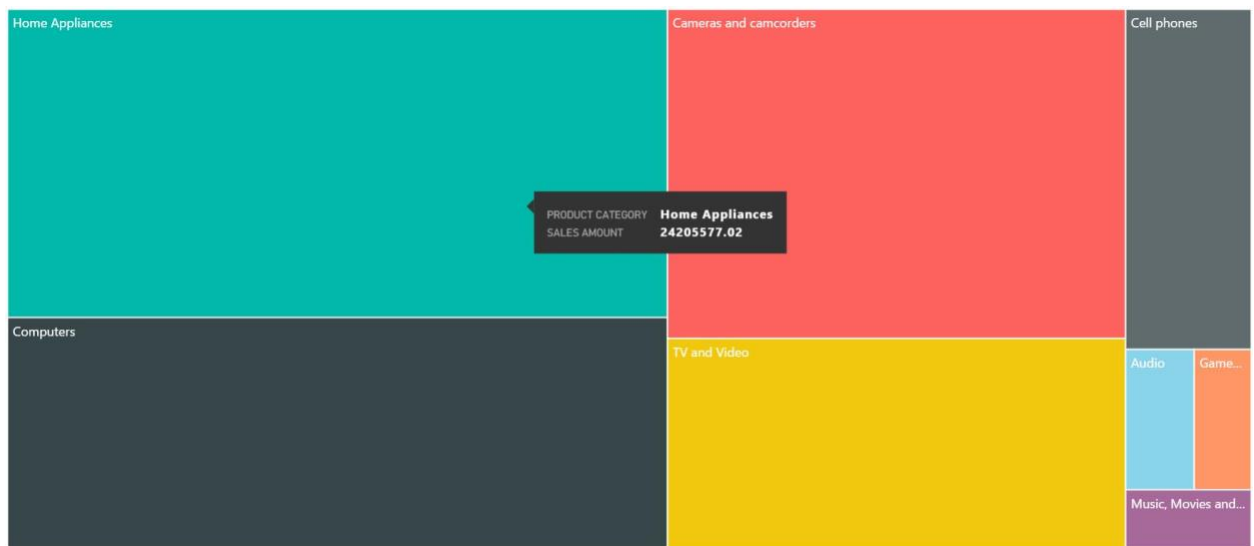 Home Appliances
Cameras and camcorders
Cell phones
PRODUCT CATEGORY Home Appliances
SALES AMOUNT 24205577.02
Computers
TV and Video
Audio
Game...
Music, Movies and...